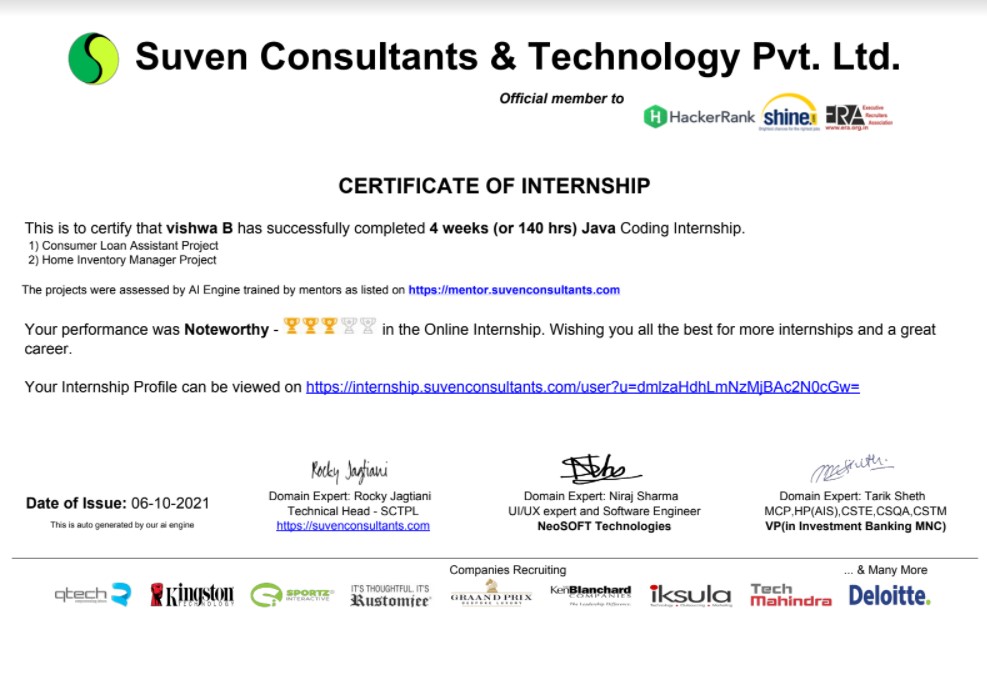 Suven Consultants & Technology Pvt. Ltd.
Official member to
HackerRank shine ERA Executive Recruiters Association
www.era.org.in
CERTIFICATE OF INTERNSHIP
This is to certify that vishwa B has successfully completed 4 weeks (or 140 hrs) Java Coding Internship.
1) Consumer Loan Assistant Project
2) Home Inventory Manager Project
The projects were assessed by AI Engine trained by mentors as listed on https://mentor.suvenconsultants.com
Your performance was Noteworthy - in the Online Internship. Wishing you all the best for more internships and a great
career.
Your Internship Profile can be viewed on https://internship.suvenconsultants.com/user?u=dmlzaHdhLmNzMjBAc2N0cGw=
Rocky Jagtiani
Date of Issue: 06-10-2021
This is auto generated by our ai engine
Domain Expert: Rocky Jagtiani
Technical Head - SCTPL
https://suvenconsultants.com
Domain Expert: Niraj Sharma
UI/UX expert and Software Engineer
NeoSOFT Technologies
Domain Expert: Tarik Sheth
MCP,HP(AIS),CSTE,CSQA,CSTM
VP(in Investment Banking MNC)
Companies Recruiting
... & Many More
qtech
Kingston
TECHNOLOGY
SPORTZ
INTERACTIVE
IT'S THOUGHTFUL. IT'S
Rustomjee
GRAAND PRIX
KenBlanchard
COMPANIES
The Leadership Difference
iksula
Tech
Mahindra
Deloitte.